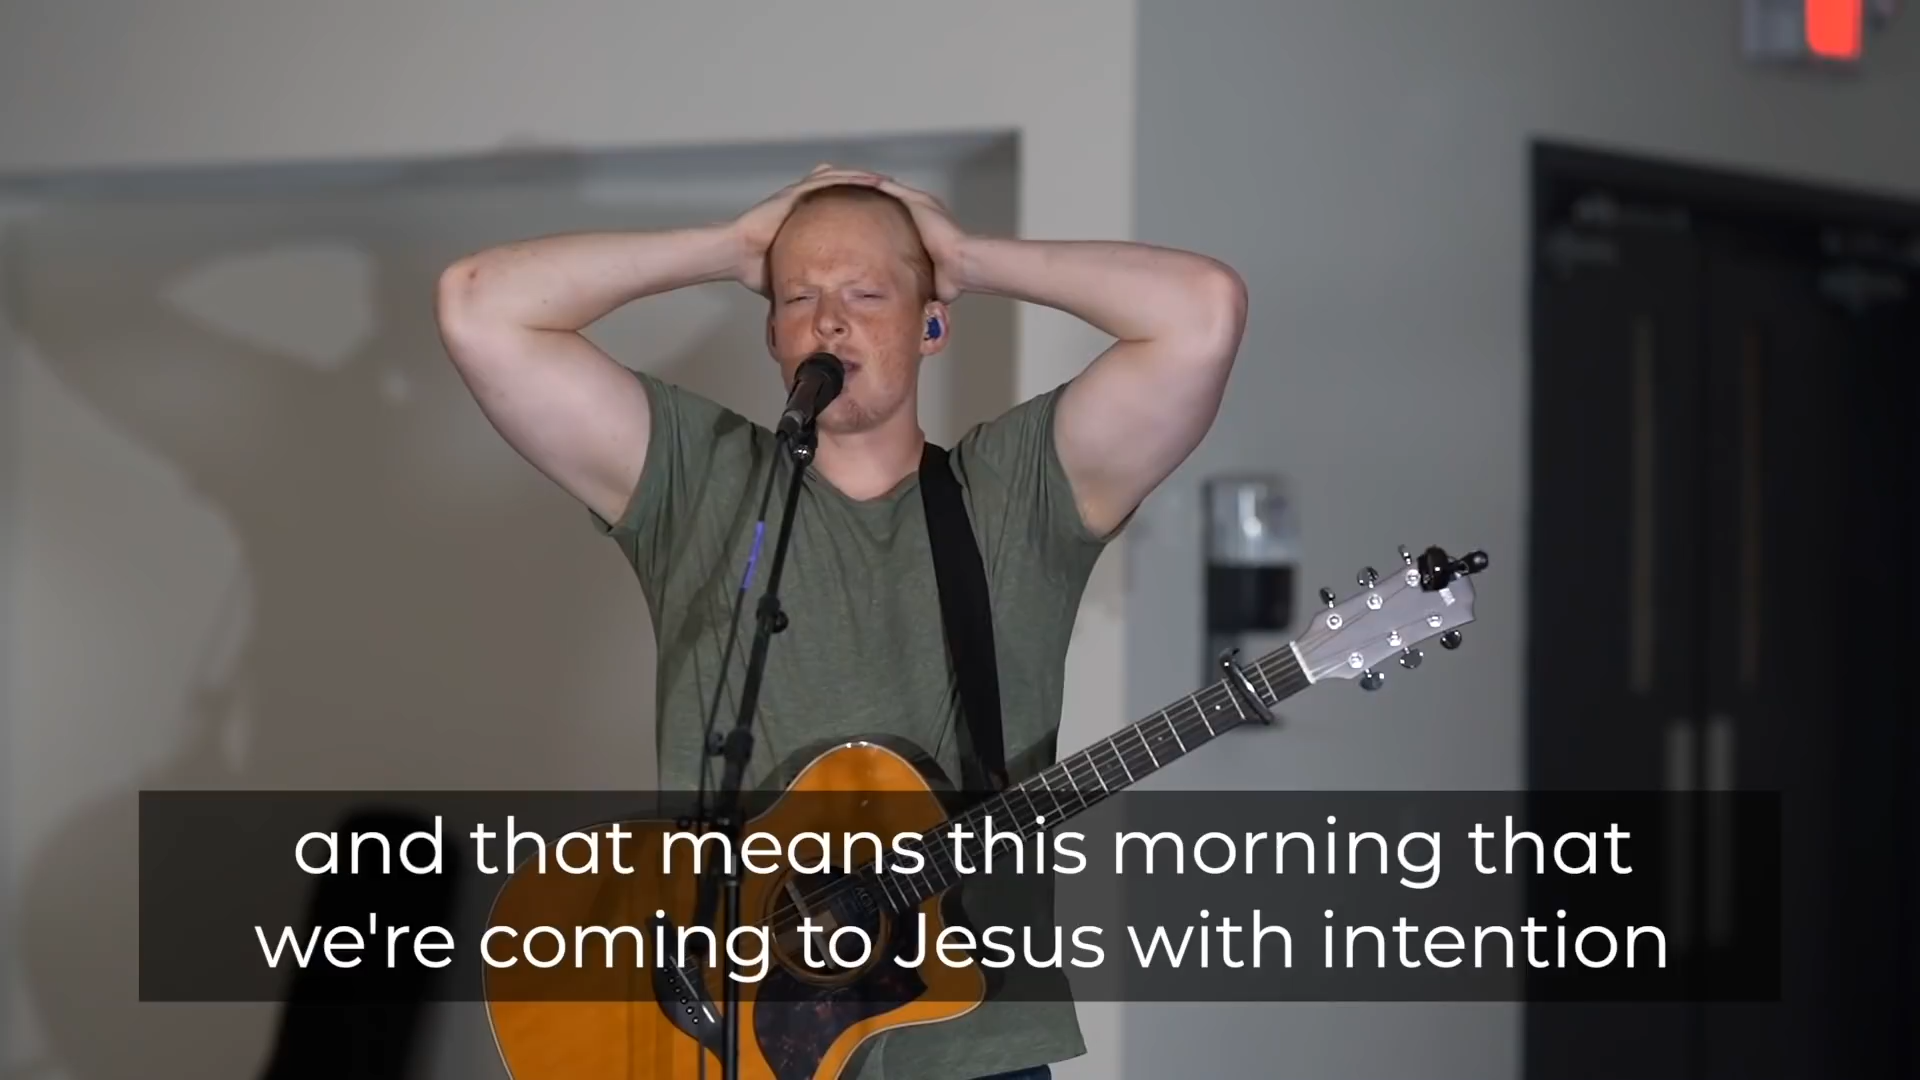 and that means this morning that
we're coming to Jesus with intention